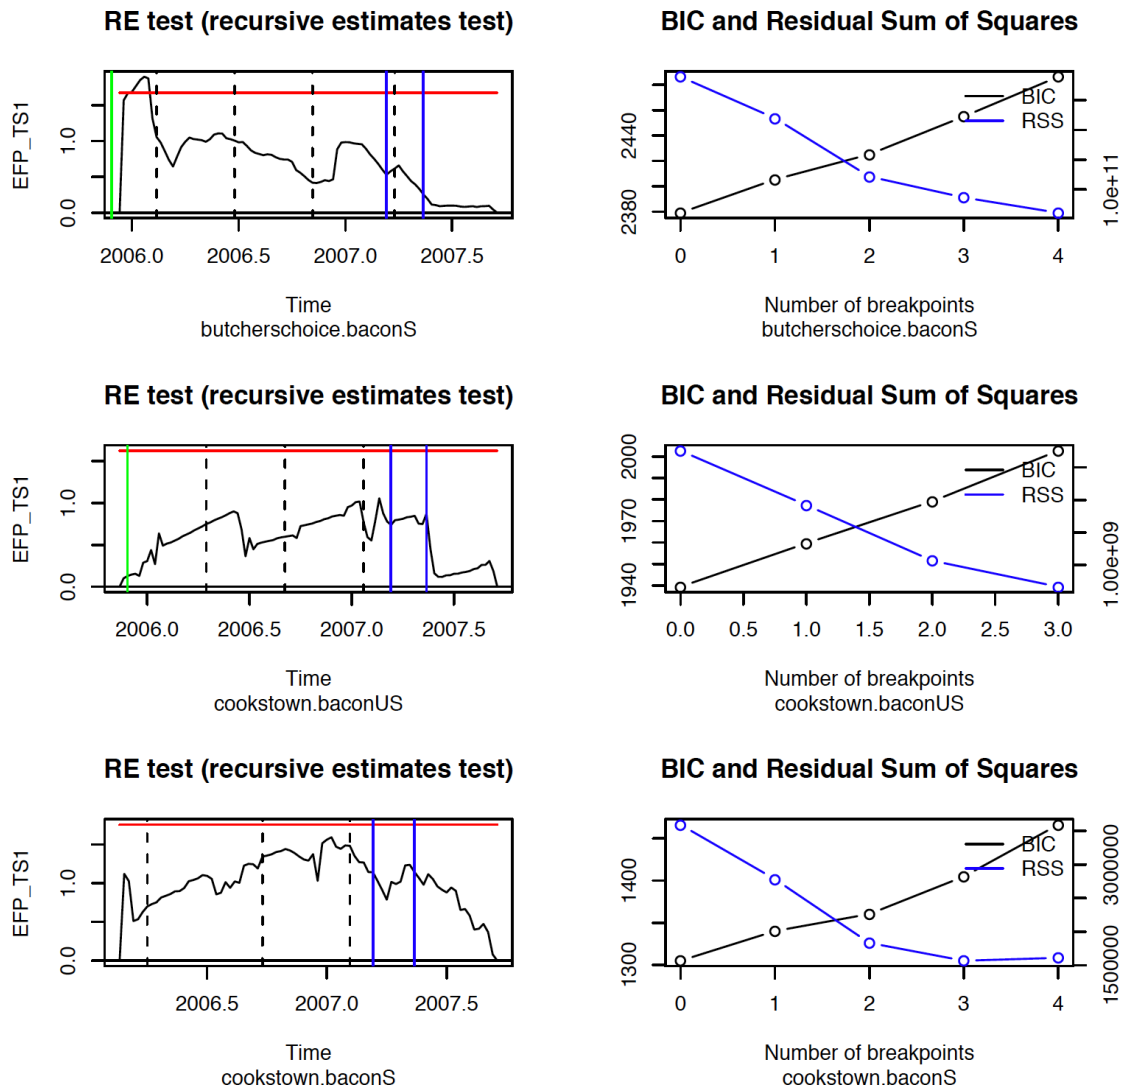 RE test (recursive estimates test)
BIC and Residual Sum of Squares
EFP_TS1
0.0
1.0
2006.0
2006.5
2007.0
2007.5
Time
butcherschoice.baconS
2380
2440
BIC
RSS
1.0e+11
0
1
2
3
4
Number of breakpoints
butcherschoice.baconS
RE test (recursive estimates test)
BIC and Residual Sum of Squares
EFP_TS1
0.0
1.0
2006.0
2006.5
2007.0
2007.5
Time
cookstown.baconUS
1940
1970
2000
BIC
RSS
1.00e+09
0.0
0.5
1.0
1.5
2.0
2.5
3.0
Number of breakpoints
cookstown.baconUS
RE test (recursive estimates test)
BIC and Residual Sum of Squares
EFP_TS1
0.0
1.0
2006.5
2007.0
2007.5
Time
cookstown.baconS
1300
1400
BIC
RSS
1500000
3000000
0
1
2
3
4
Number of breakpoints
cookstown.baconS